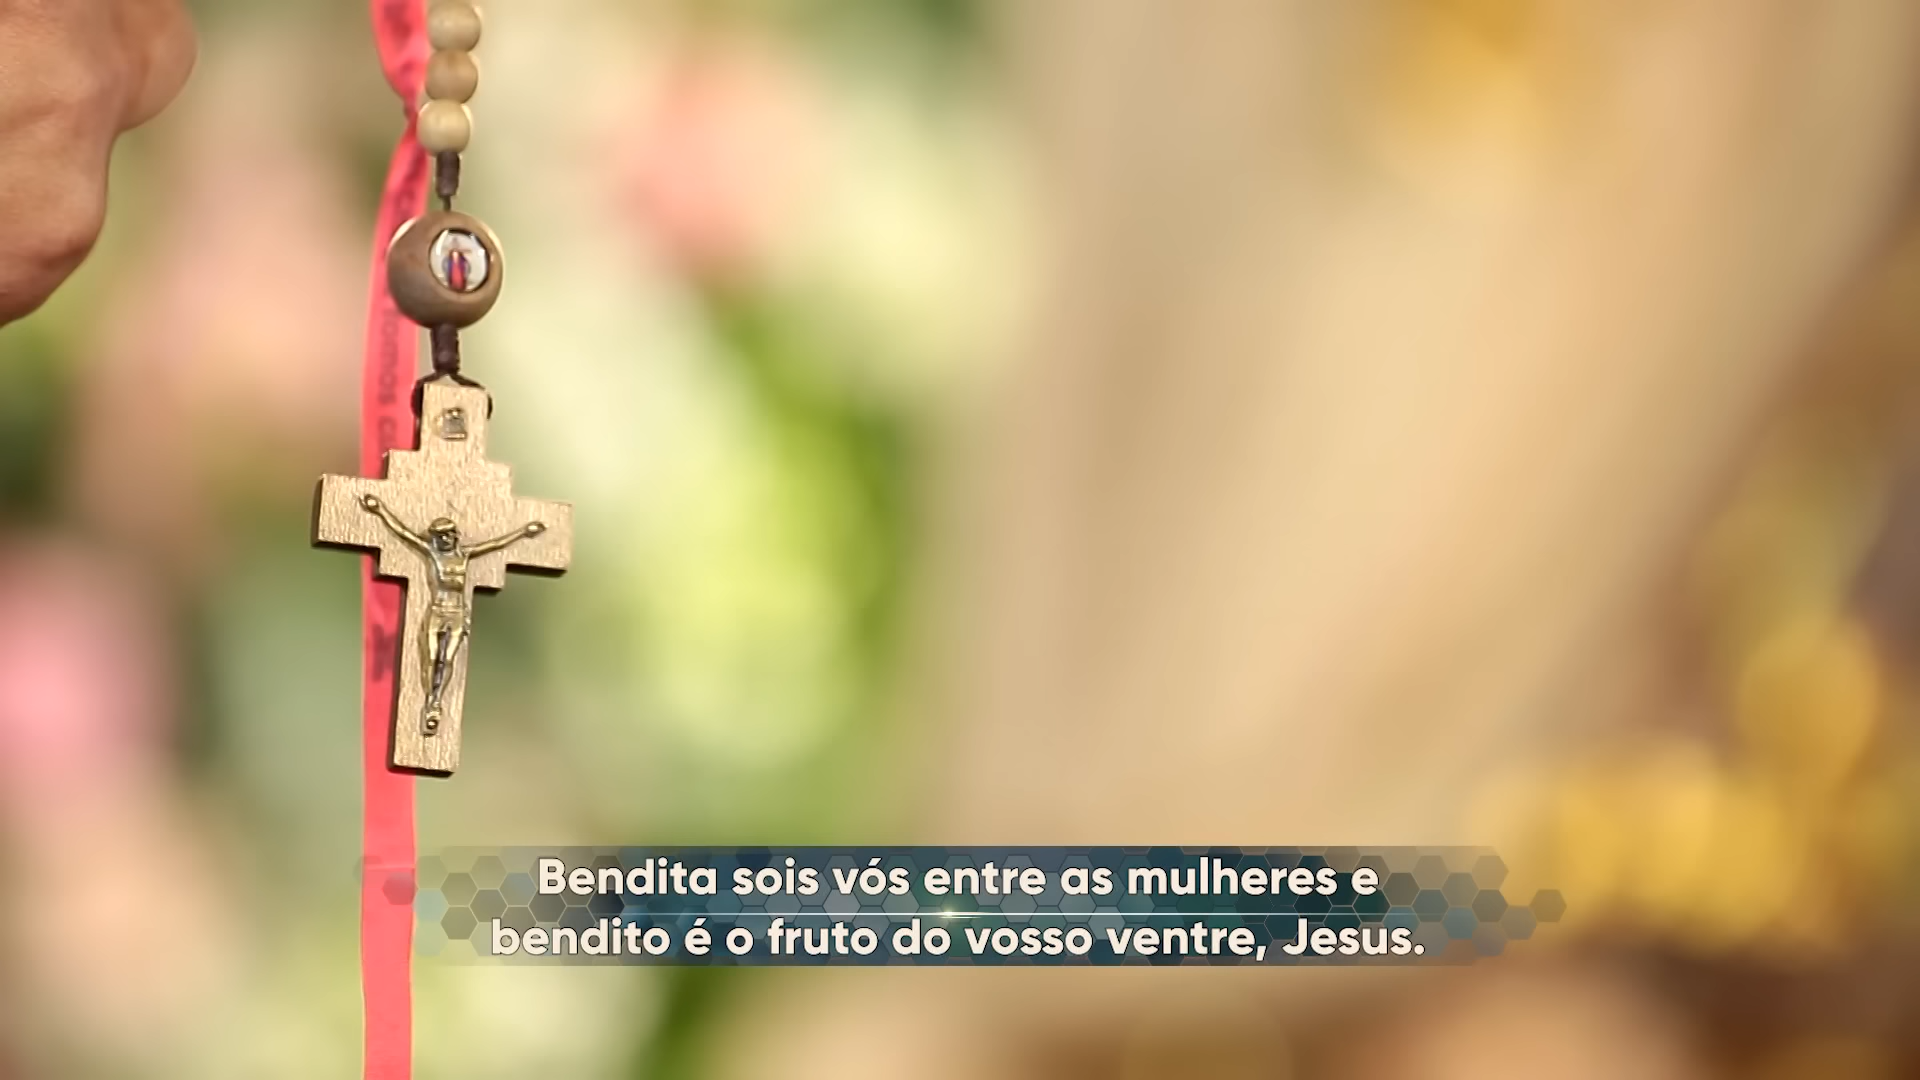 Bendita sois vós entre as mulheres e
bendito é o fruto do vosso ventre, Jesus.